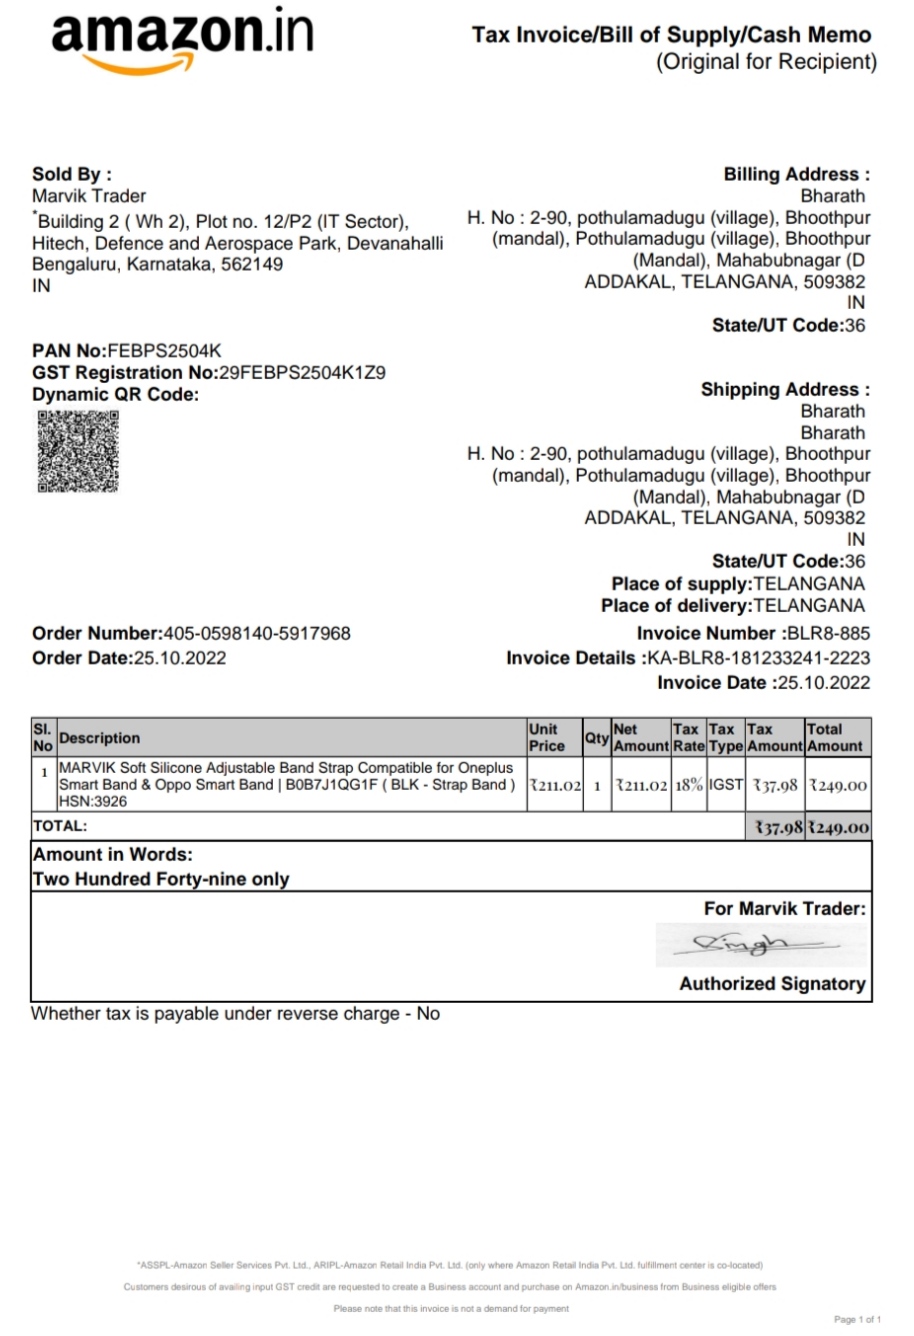 amazon.in
Tax Invoice/Bill of Supply/Cash Memo
(Original for Recipient)
Sold By :
Marvik Trader
*Building 2 ( Wh 2), Plot no. 12/P2 (IT Sector),
Hitech, Defence and Aerospace Park, Devanahalli
Bengaluru, Karnataka, 562149
IN
Billing Address :
Bharath
H. No : 2-90, pothulamadugu (village), Bhoothpur
(mandal), Pothulamadugu (village), Bhoothpur
(Mandal), Mahabubnagar (D
ADDAKAL, TELANGANA, 509382
IN
State/UT Code:36
PAN No:FEBPS2504K
GST Registration No:29FEBPS2504K1Z9
Dynamic QR Code:
Shipping Address :
Bharath
Bharath
H. No : 2-90, pothulamadugu (village), Bhoothpur
(mandal), Pothulamadugu (village), Bhoothpur
(Mandal), Mahabubnagar (D
ADDAKAL, TELANGANA, 509382
IN
State/UT Code:36
Place of supply:TELANGANA
Place of delivery:TELANGANA
Order Number:405-0598140-5917968
Order Date:25.10.2022
Invoice Number :BLR8-885
Invoice Details :KA-BLR8-181233241-2223
Invoice Date :25.10.2022
Sl. No Description Unit Price Qty Net Amount Tax Rate Tax Type Tax Amount Total Amount
1 MARVIK Soft Silicone Adjustable Band Strap Compatible for Oneplus
Smart Band & Oppo Smart Band | B0B7J1QG1F ( BLK - Strap Band ) ₹211.02 1 ₹211.02 18% IGST ₹37.98 ₹249.00
HSN:3926
TOTAL: ₹37.98 ₹249.00
Amount in Words:
Two Hundred Forty-nine only
For Marvik Trader:
Singh
Authorized Signatory
Whether tax is payable under reverse charge - No
*ASSPL-Amazon Seller Services Pvt. Ltd., ARIPL-Amazon Retail India Pvt. Ltd. (only where Amazon Retail India Pvt. Ltd. fulfillment center is co-located)
Customers desirous of availing input GST credit are requested to create a Business account and purchase on Amazon.in/business from Business eligible offers
Please note that this invoice is not a demand for payment
Page 1 of 1